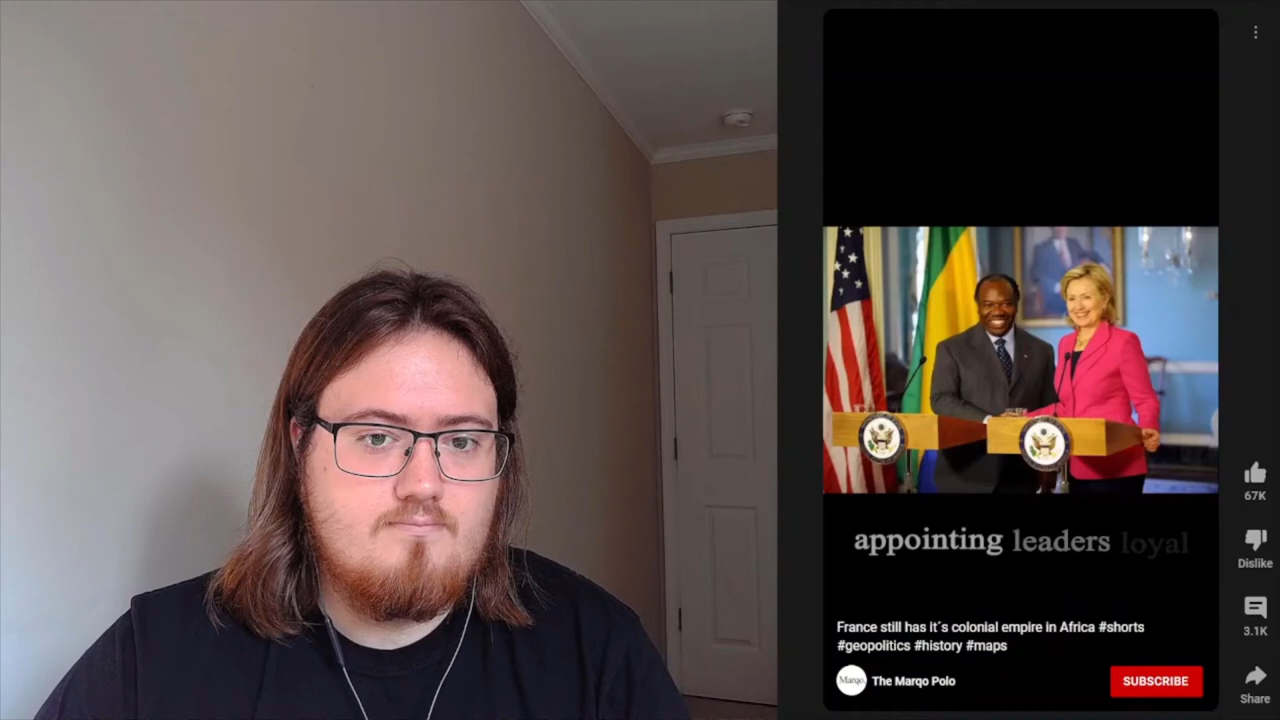 appointing leaders loyal
France still has it´s colonial empire in Africa #shorts
#geopolitics #history #maps
Marqo.
The Marqo Polo
SUBSCRIBE
67K
Dislike
3.1K
Share